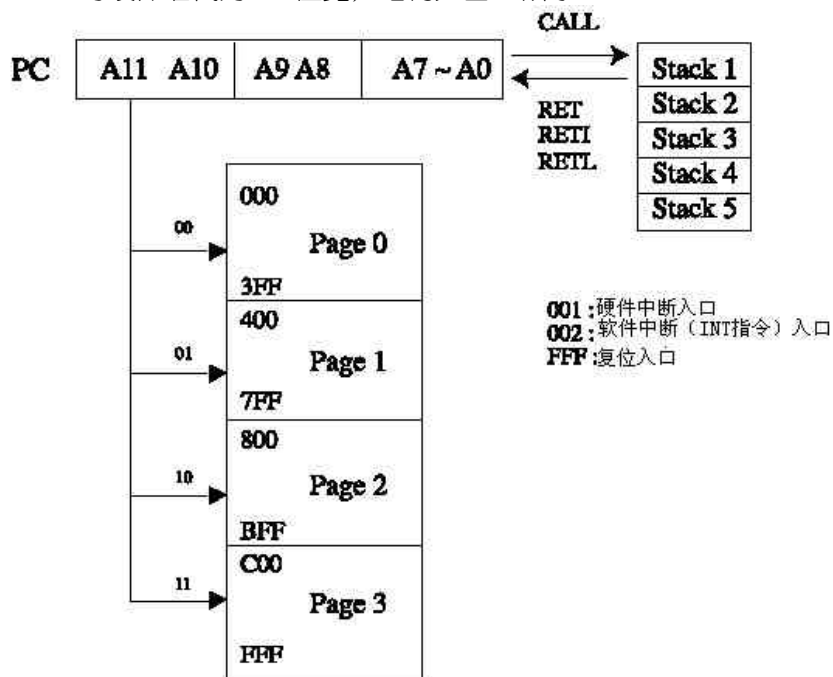 CALL
PC A11 A10 A9 A8 A7 ~ A0
Stack 1
Stack 2
Stack 3
Stack 4
Stack 5
RET
RETI
RETL
00
000
Page 0
3FF
01
400
Page 1
7FF
10
800
Page 2
BFF
11
C00
Page 3
FFF
001 :硬件中断入口
002 :软件中断（INT指令）入口
FFF :复位入口